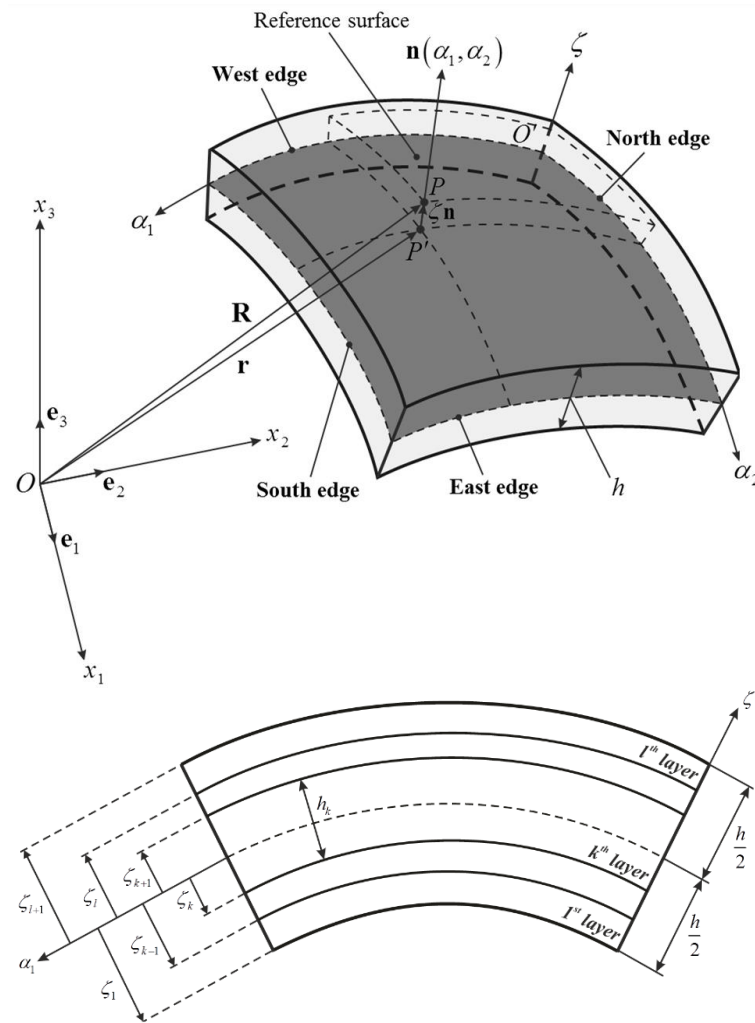 Reference surface
n(α₁, α₂)
ζ
West edge
O'
North edge
x₃
α₁
P
ζn
P'
R
r
e₃
x₂
O
e₂
South edge
East edge
h
α₂
e₁
x₁
ζ
lᵗʰ layer
hₖ
h/2
ζₖ₊₁
kᵗʰ layer
ζₗ
ζₖ
ζₗ₊₁
1ˢᵗ layer
h/2
ζₖ₋₁
α₁
ζ₁